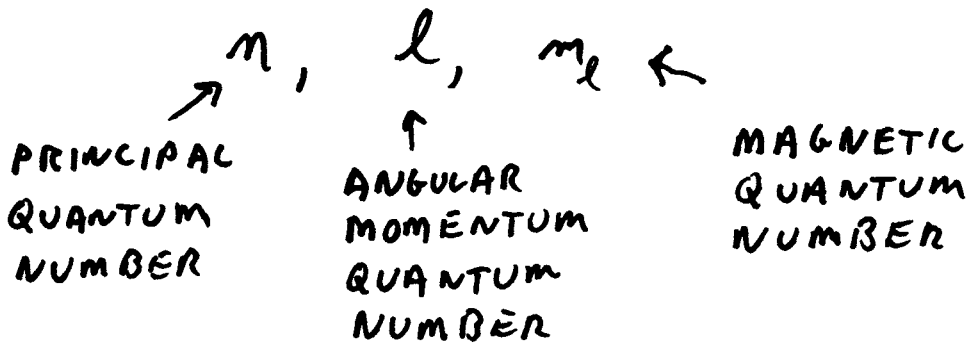 n, l, mₗ
PRINCIPAL
QUANTUM
NUMBER
ANGULAR
MOMENTUM
QUANTUM
NUMBER
MAGNETIC
QUANTUM
NUMBER